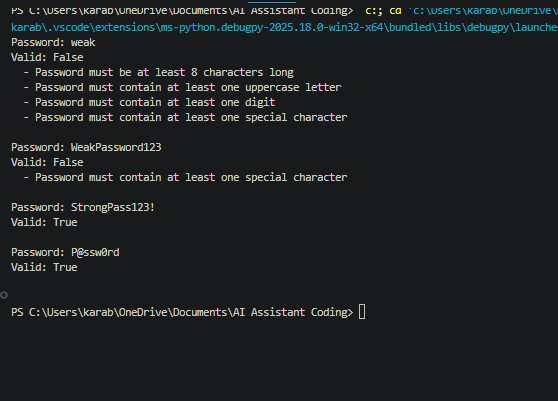 PS C:\Users\karab\OneDrive\Documents\AI Assistant Coding>  c:; cd 'c:\Users\karab\OneDrive\
karab\.vscode\extensions\ms-python.debugpy-2025.18.0-win32-x64\bundled\libs\debugpy\launche
Password: weak
Valid: False
  - Password must be at least 8 characters long
  - Password must contain at least one uppercase letter
  - Password must contain at least one digit
  - Password must contain at least one special character
Password: WeakPassword123
Valid: False
  - Password must contain at least one special character
Password: StrongPass123!
Valid: True
Password: P@ssw0rd
Valid: True
PS C:\Users\karab\OneDrive\Documents\AI Assistant Coding>